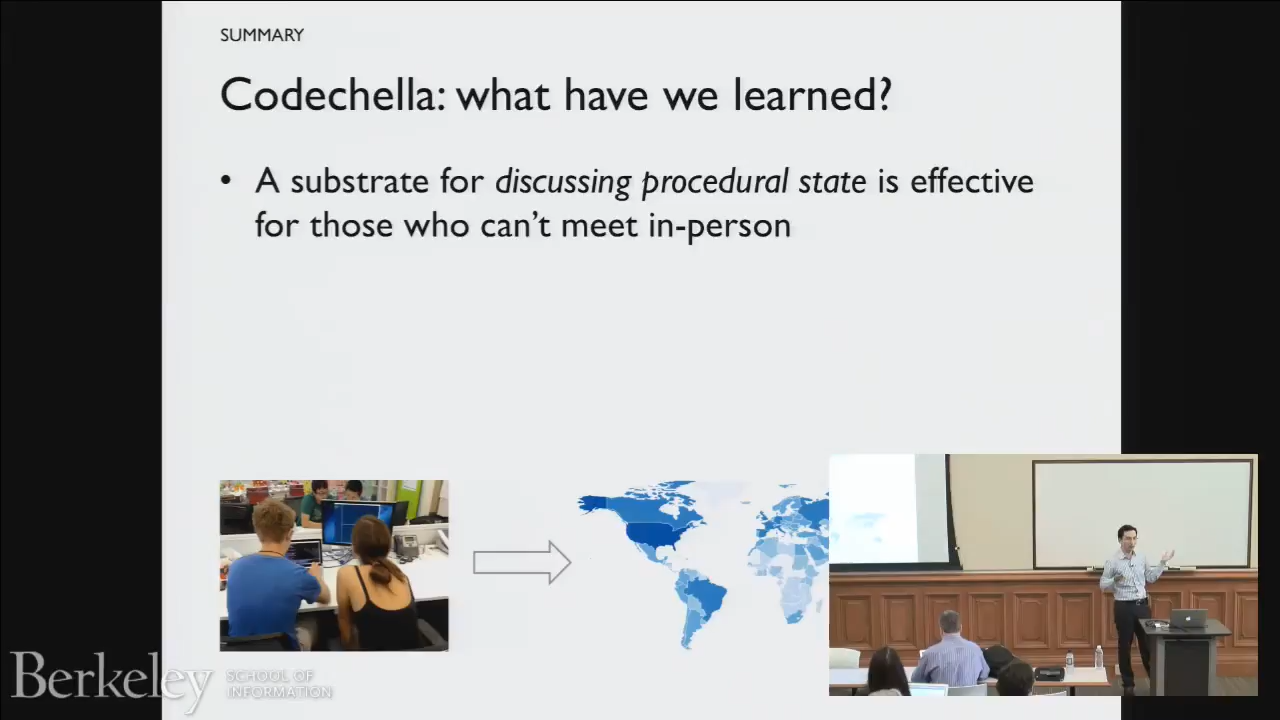 SUMMARY
Codechella: what have we learned?
• A substrate for discussing procedural state is effective
for those who can't meet in-person
Berkeley
SCHOOL OF
INFORMATION